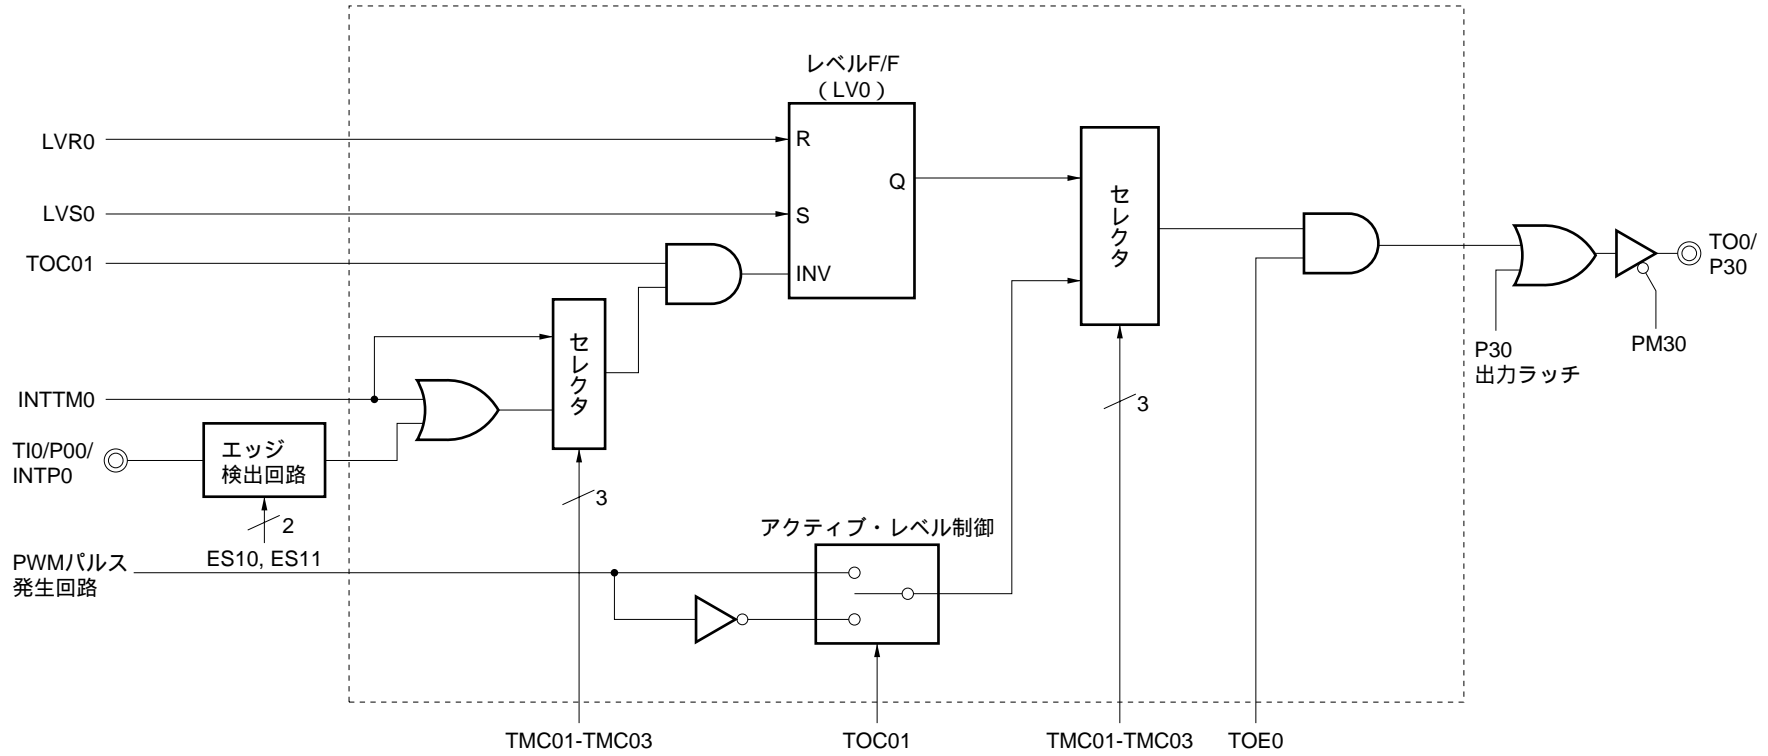 レベルF/F
（LV0）
LVR0
R
Q
LVS0
S
TOC01
INV
セレクタ
セレクタ
TO0/
P30
P30
出力ラッチ
PM30
INTTM0
TI0/P00/
INTP0
エッジ
検出回路
2
ES10, ES11
3
3
アクティブ・レベル制御
PWMパルス
発生回路
TMC01-TMC03
TOC01
TMC01-TMC03
TOE0